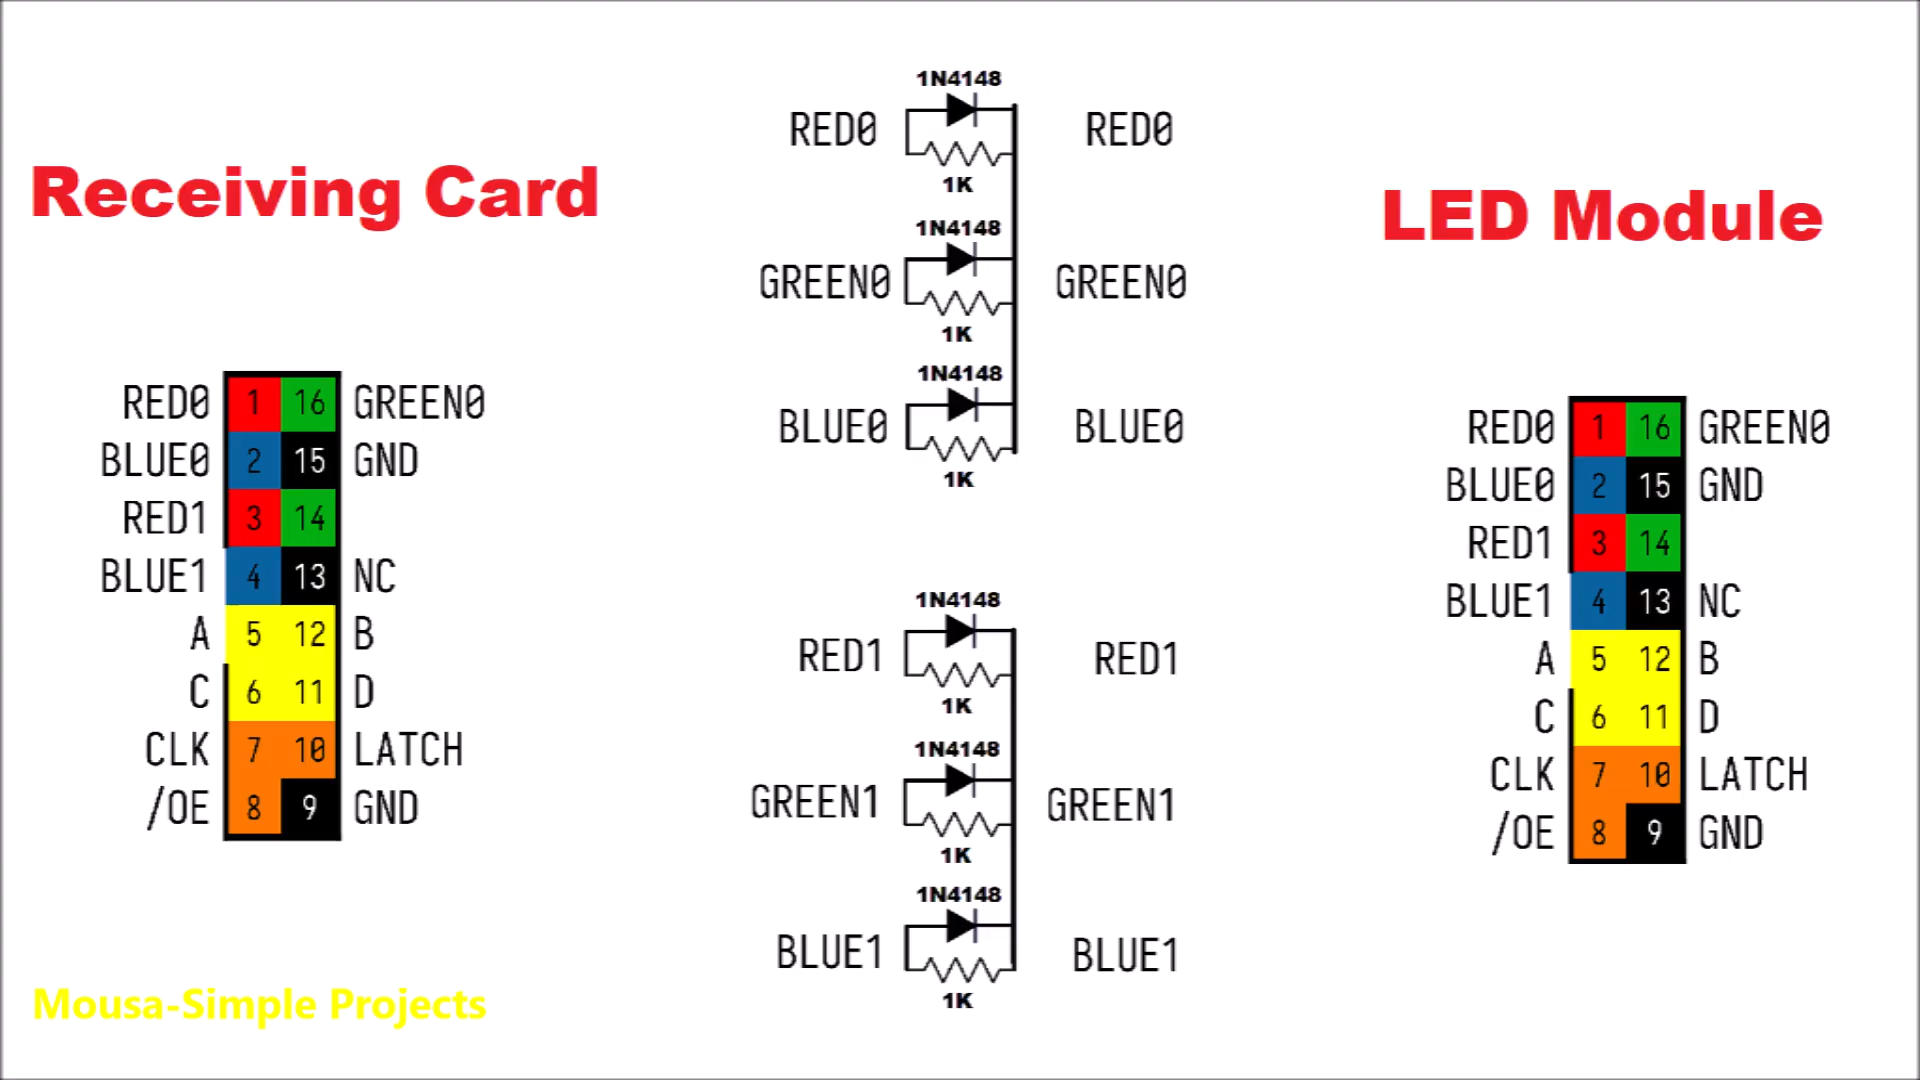 Receiving Card
RED0 1 16 GREEN0
BLUE0 2 15 GND
RED1 3 14
BLUE1 4 13 NC
A 5 12 B
C 6 11 D
CLK 7 10 LATCH
/OE 8 9 GND
Mousa-Simple Projects
1N4148
RED0 RED0
1K
1N4148
GREEN0 GREEN0
1K
1N4148
BLUE0 BLUE0
1K
1N4148
RED1 RED1
1K
1N4148
GREEN1 GREEN1
1K
1N4148
BLUE1 BLUE1
1K
LED Module
RED0 1 16 GREEN0
BLUE0 2 15 GND
RED1 3 14
BLUE1 4 13 NC
A 5 12 B
C 6 11 D
CLK 7 10 LATCH
/OE 8 9 GND